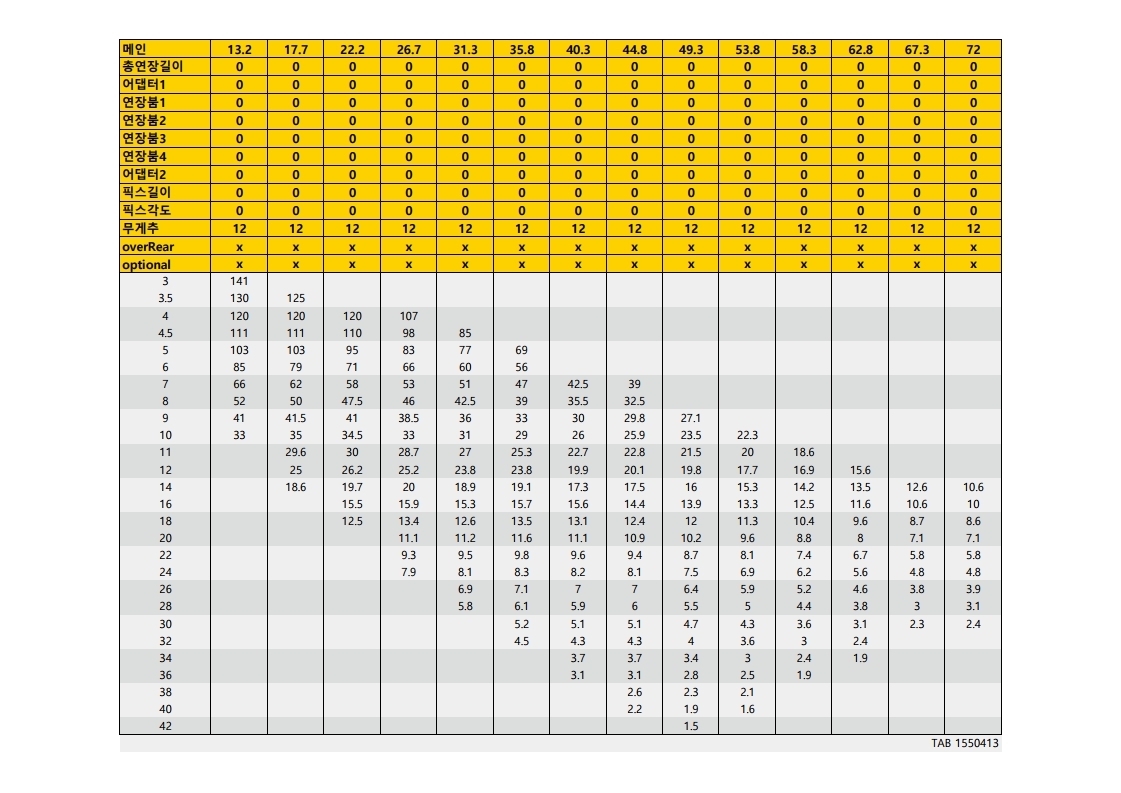 메인 13.2 17.7 22.2 26.7 31.3 35.8 40.3 44.8 49.3 53.8 58.3 62.8 67.3 72
총연장길이 0 0 0 0 0 0 0 0 0 0 0 0 0 0
어댑터1 0 0 0 0 0 0 0 0 0 0 0 0 0 0
연장붐1 0 0 0 0 0 0 0 0 0 0 0 0 0 0
연장붐2 0 0 0 0 0 0 0 0 0 0 0 0 0 0
연장붐3 0 0 0 0 0 0 0 0 0 0 0 0 0 0
연장붐4 0 0 0 0 0 0 0 0 0 0 0 0 0 0
어댑터2 0 0 0 0 0 0 0 0 0 0 0 0 0 0
픽스길이 0 0 0 0 0 0 0 0 0 0 0 0 0 0
픽스각도 0 0 0 0 0 0 0 0 0 0 0 0 0 0
무게추 12 12 12 12 12 12 12 12 12 12 12 12 12 12
overRear x x x x x x x x x x x x x x
optional x x x x x x x x x x x x x x
3 141
3.5 130 125
4 120 120 120 107
4.5 111 111 110 98 85
5 103 103 95 83 77 69
6 85 79 71 66 60 56
7 66 62 58 53 51 47 42.5 39
8 52 50 47.5 46 42.5 39 35.5 32.5
9 41 41.5 41 38.5 36 33 30 29.8 27.1
10 33 35 34.5 33 31 29 26 25.9 23.5 22.3
11 29.6 30 28.7 27 25.3 22.7 22.8 21.5 20 18.6
12 25 26.2 25.2 23.8 23.8 19.9 20.1 19.8 17.7 16.9 15.6
14 18.6 19.7 20 18.9 19.1 17.3 17.5 16 15.3 14.2 13.5 12.6 10.6
16 15.5 15.9 15.3 15.7 15.6 14.4 13.9 13.3 12.5 11.6 10.6 10
18 12.5 13.4 12.6 13.5 13.1 12.4 12 11.3 10.4 9.6 8.7 8.6
20 11.1 11.2 11.6 11.1 10.9 10.2 9.6 8.8 8 7.1 7.1
22 9.3 9.5 9.8 9.6 9.4 8.7 8.1 7.4 6.7 5.8 5.8
24 7.9 8.1 8.3 8.2 8.1 7.5 6.9 6.2 5.6 4.8 4.8
26 6.9 7.1 7 7 6.4 5.9 5.2 4.6 3.8 3.9
28 5.8 6.1 5.9 6 5.5 5 4.4 3.8 3 3.1
30 5.2 5.1 5.1 4.7 4.3 3.6 3.1 2.3 2.4
32 4.5 4.3 4.3 4 3.6 3 2.4
34 3.7 3.7 3.4 3 2.4 1.9
36 3.1 3.1 2.8 2.5 1.9
38 2.6 2.3 2.1
40 2.2 1.9 1.6
42 1.5
TAB 1550413